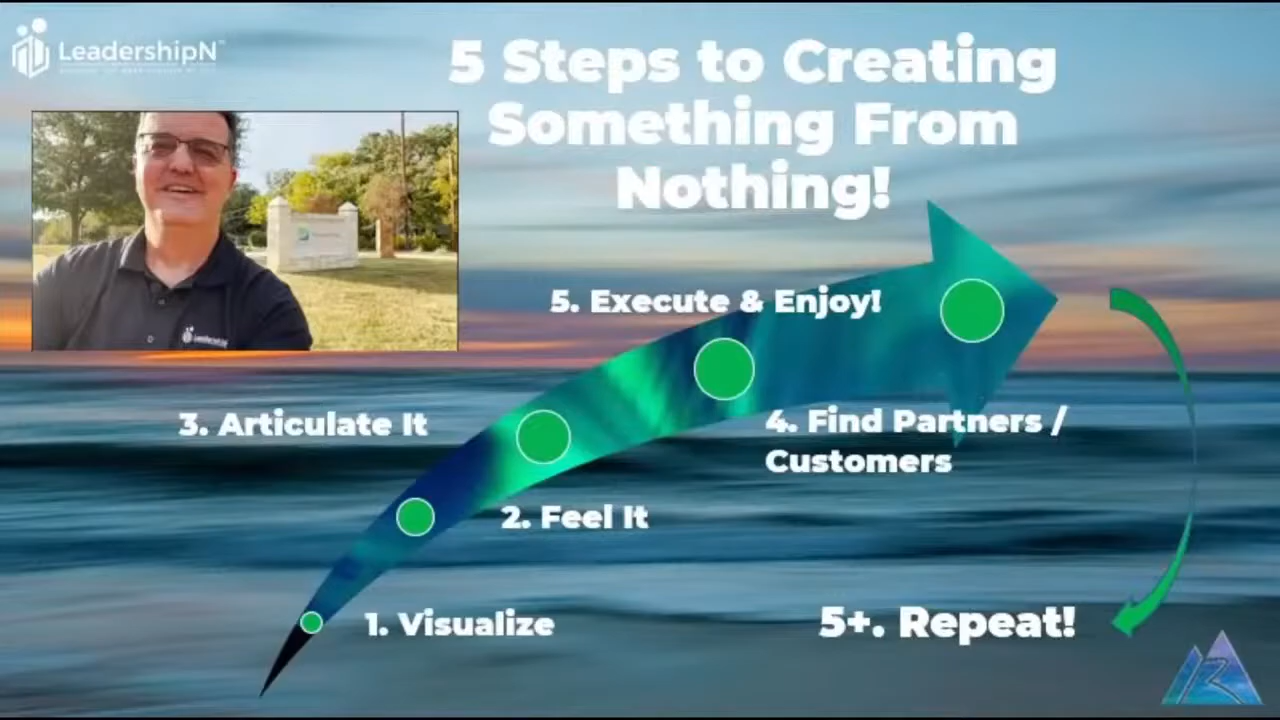 LeadershipN™
5 Steps to Creating
Something From
Nothing!
5. Execute & Enjoy!
3. Articulate It
4. Find Partners /
Customers
2. Feel It
1. Visualize
5+. Repeat!